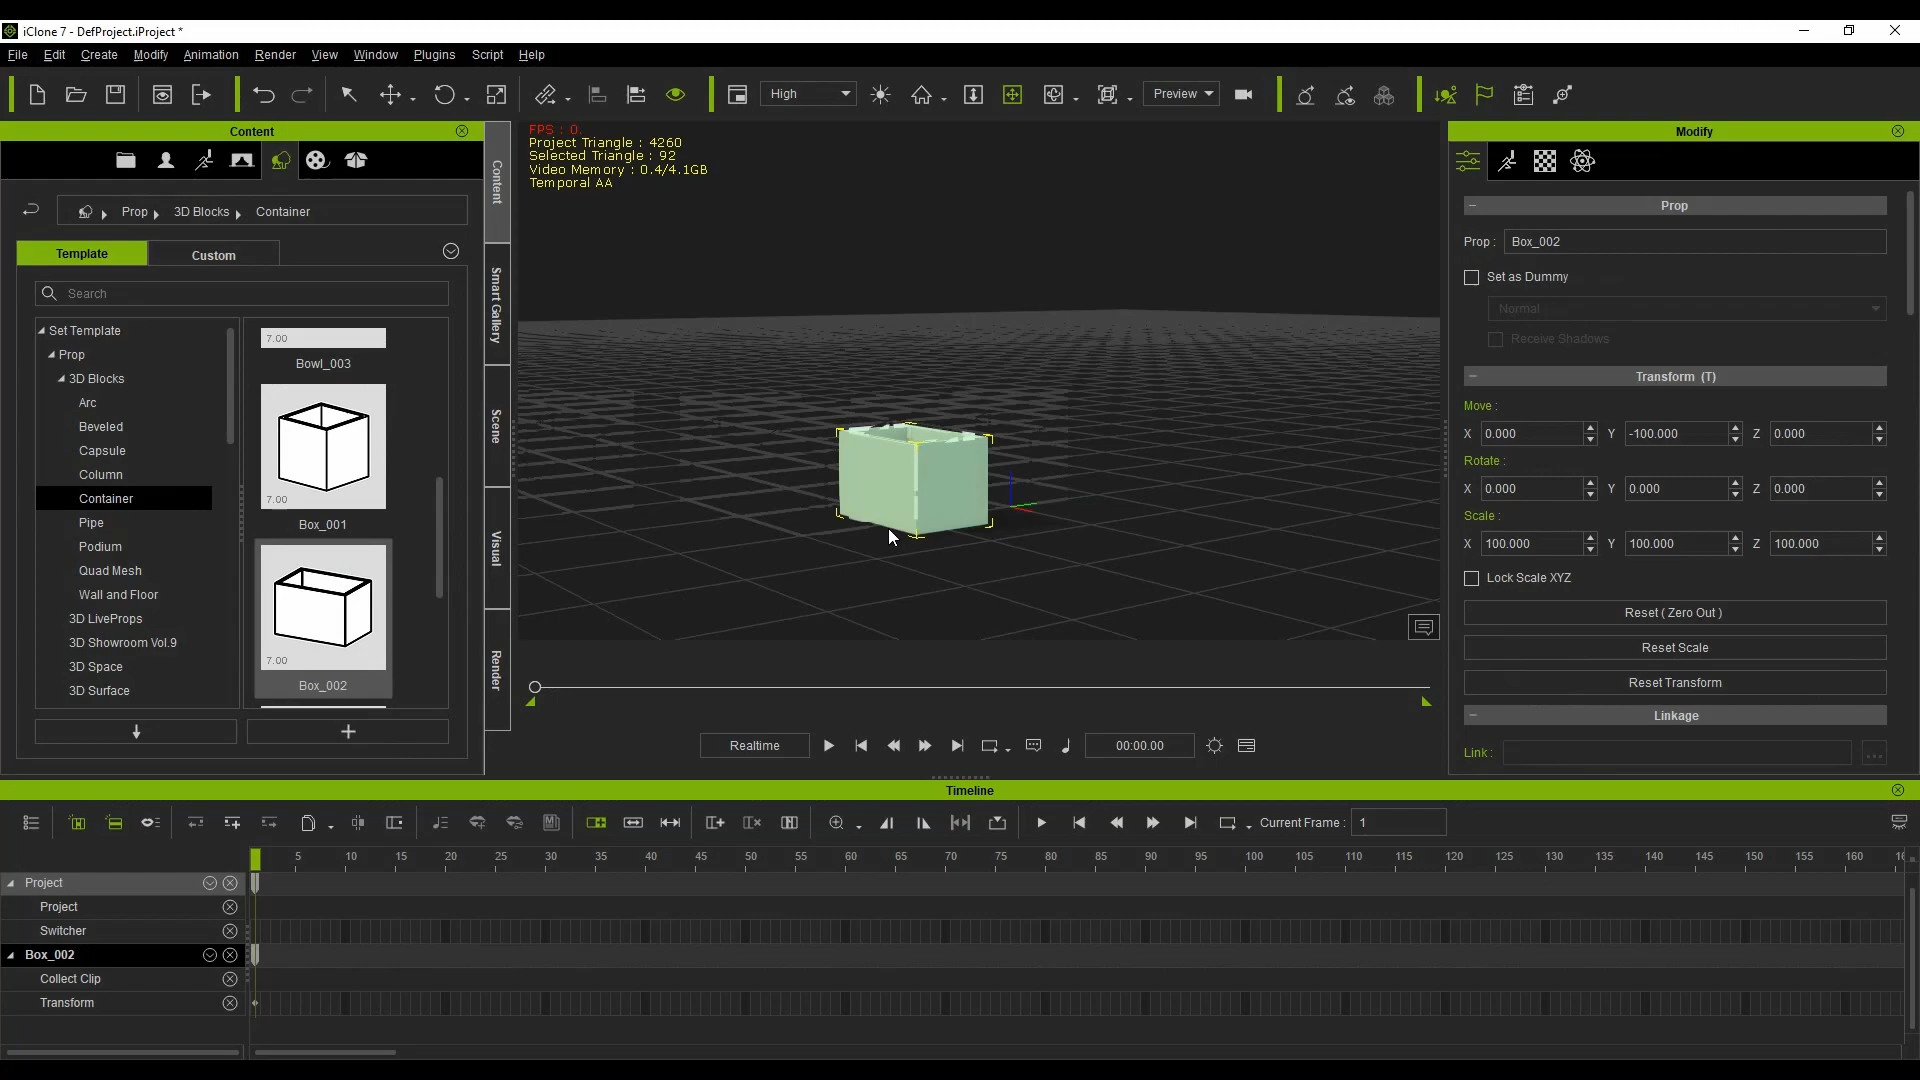 iClone 7 - DefProject.iProject *
File Edit Create Modify Animation Render View Window Plugins Script Help
High
Preview
Content
Prop 3D Blocks Container
Template Custom
Search
Set Template
Prop
3D Blocks
Arc
Beveled
Capsule
Column
Container
Pipe
Podium
Quad Mesh
Wall and Floor
3D LiveProps
3D Showroom Vol.9
3D Space
3D Surface
7.00
Bowl_003
7.00
Box_001
7.00
Box_002
Content
Smart Gallery
Scene
Visual
Render
FPS : 0.
Project Triangle : 4260
Selected Triangle : 92
Video Memory : 0.4/4.1GB
Temporal AA
Realtime
00:00.00
Modify
Prop
Prop : Box_002
Set as Dummy
Normal
Receive Shadows
Transform (T)
Move :
X 0.000 Y -100.000 Z 0.000
Rotate :
X 0.000 Y 0.000 Z 0.000
Scale :
X 100.000 Y 100.000 Z 100.000
Lock Scale XYZ
Reset ( Zero Out )
Reset Scale
Reset Transform
Linkage
Link :
Timeline
Current Frame : 1
5 10 15 20 25 30 35 40 45 50 55 60 65 70 75 80 85 90 95 100 105 110 115 120 125 130 135 140 145 150 155 160
Project
Project
Switcher
Box_002
Collect Clip
Transform